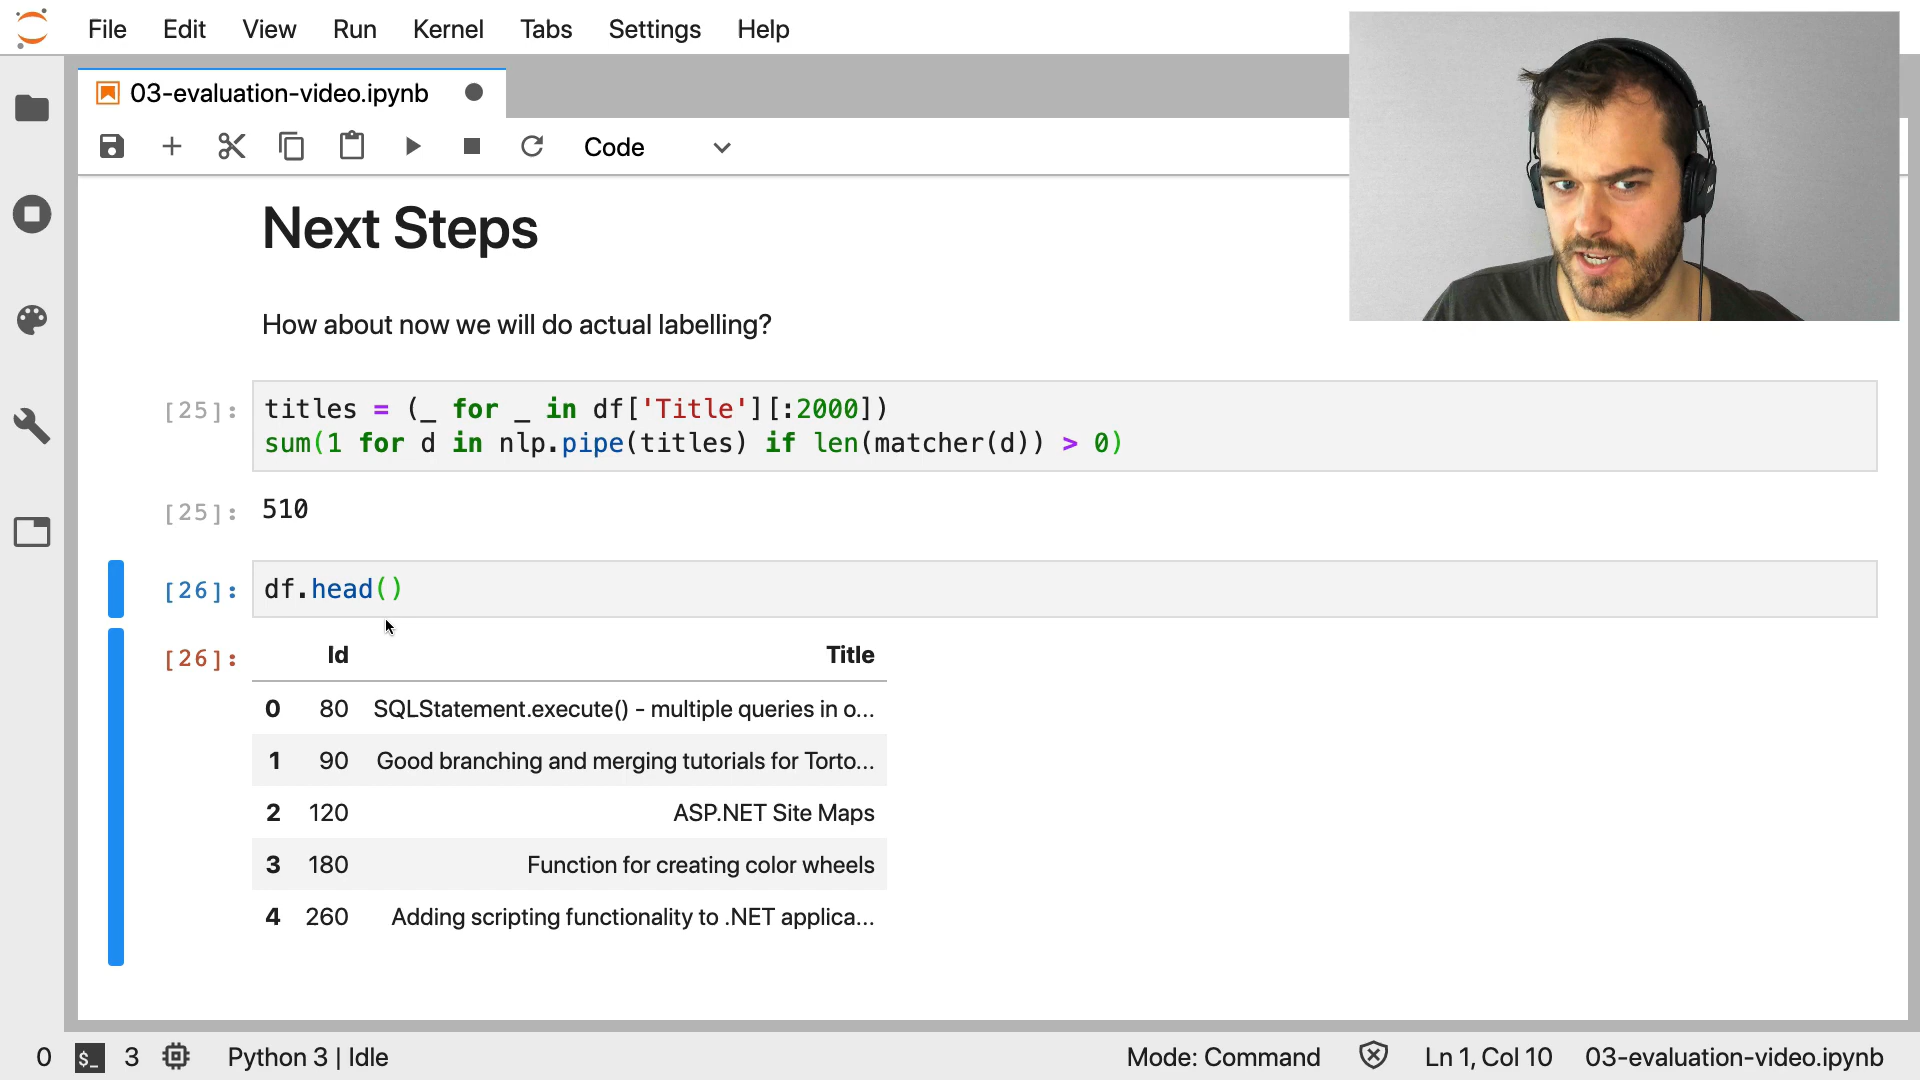 File Edit View Run Kernel Tabs Settings Help
03-evaluation-video.ipynb
Code
Next Steps
How about now we will do actual labelling?
[25]: titles = (_ for _ in df['Title'][:2000])
sum(1 for d in nlp.pipe(titles) if len(matcher(d)) > 0)
[25]: 510
[26]: df.head()
[26]: Id Title
0 80 SQLStatement.execute() - multiple queries in o...
1 90 Good branching and merging tutorials for Torto...
2 120 ASP.NET Site Maps
3 180 Function for creating color wheels
4 260 Adding scripting functionality to .NET applica...
0 $_ 3 Python 3 | Idle Mode: Command Ln 1, Col 10 03-evaluation-video.ipynb